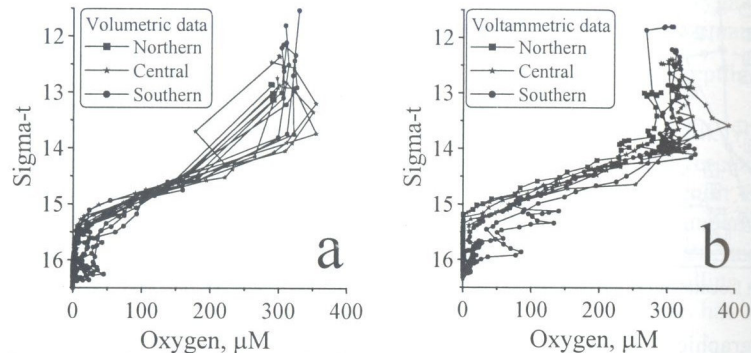 Volumetric data
Northern
Central
Southern
12
13
14
15
16
Sigma-t
0
100
200
300
400
Oxygen, μM
a
Voltammetric data
Northern
Central
Southern
12
13
14
15
16
Sigma-t
0
100
200
300
400
Oxygen, μM
b